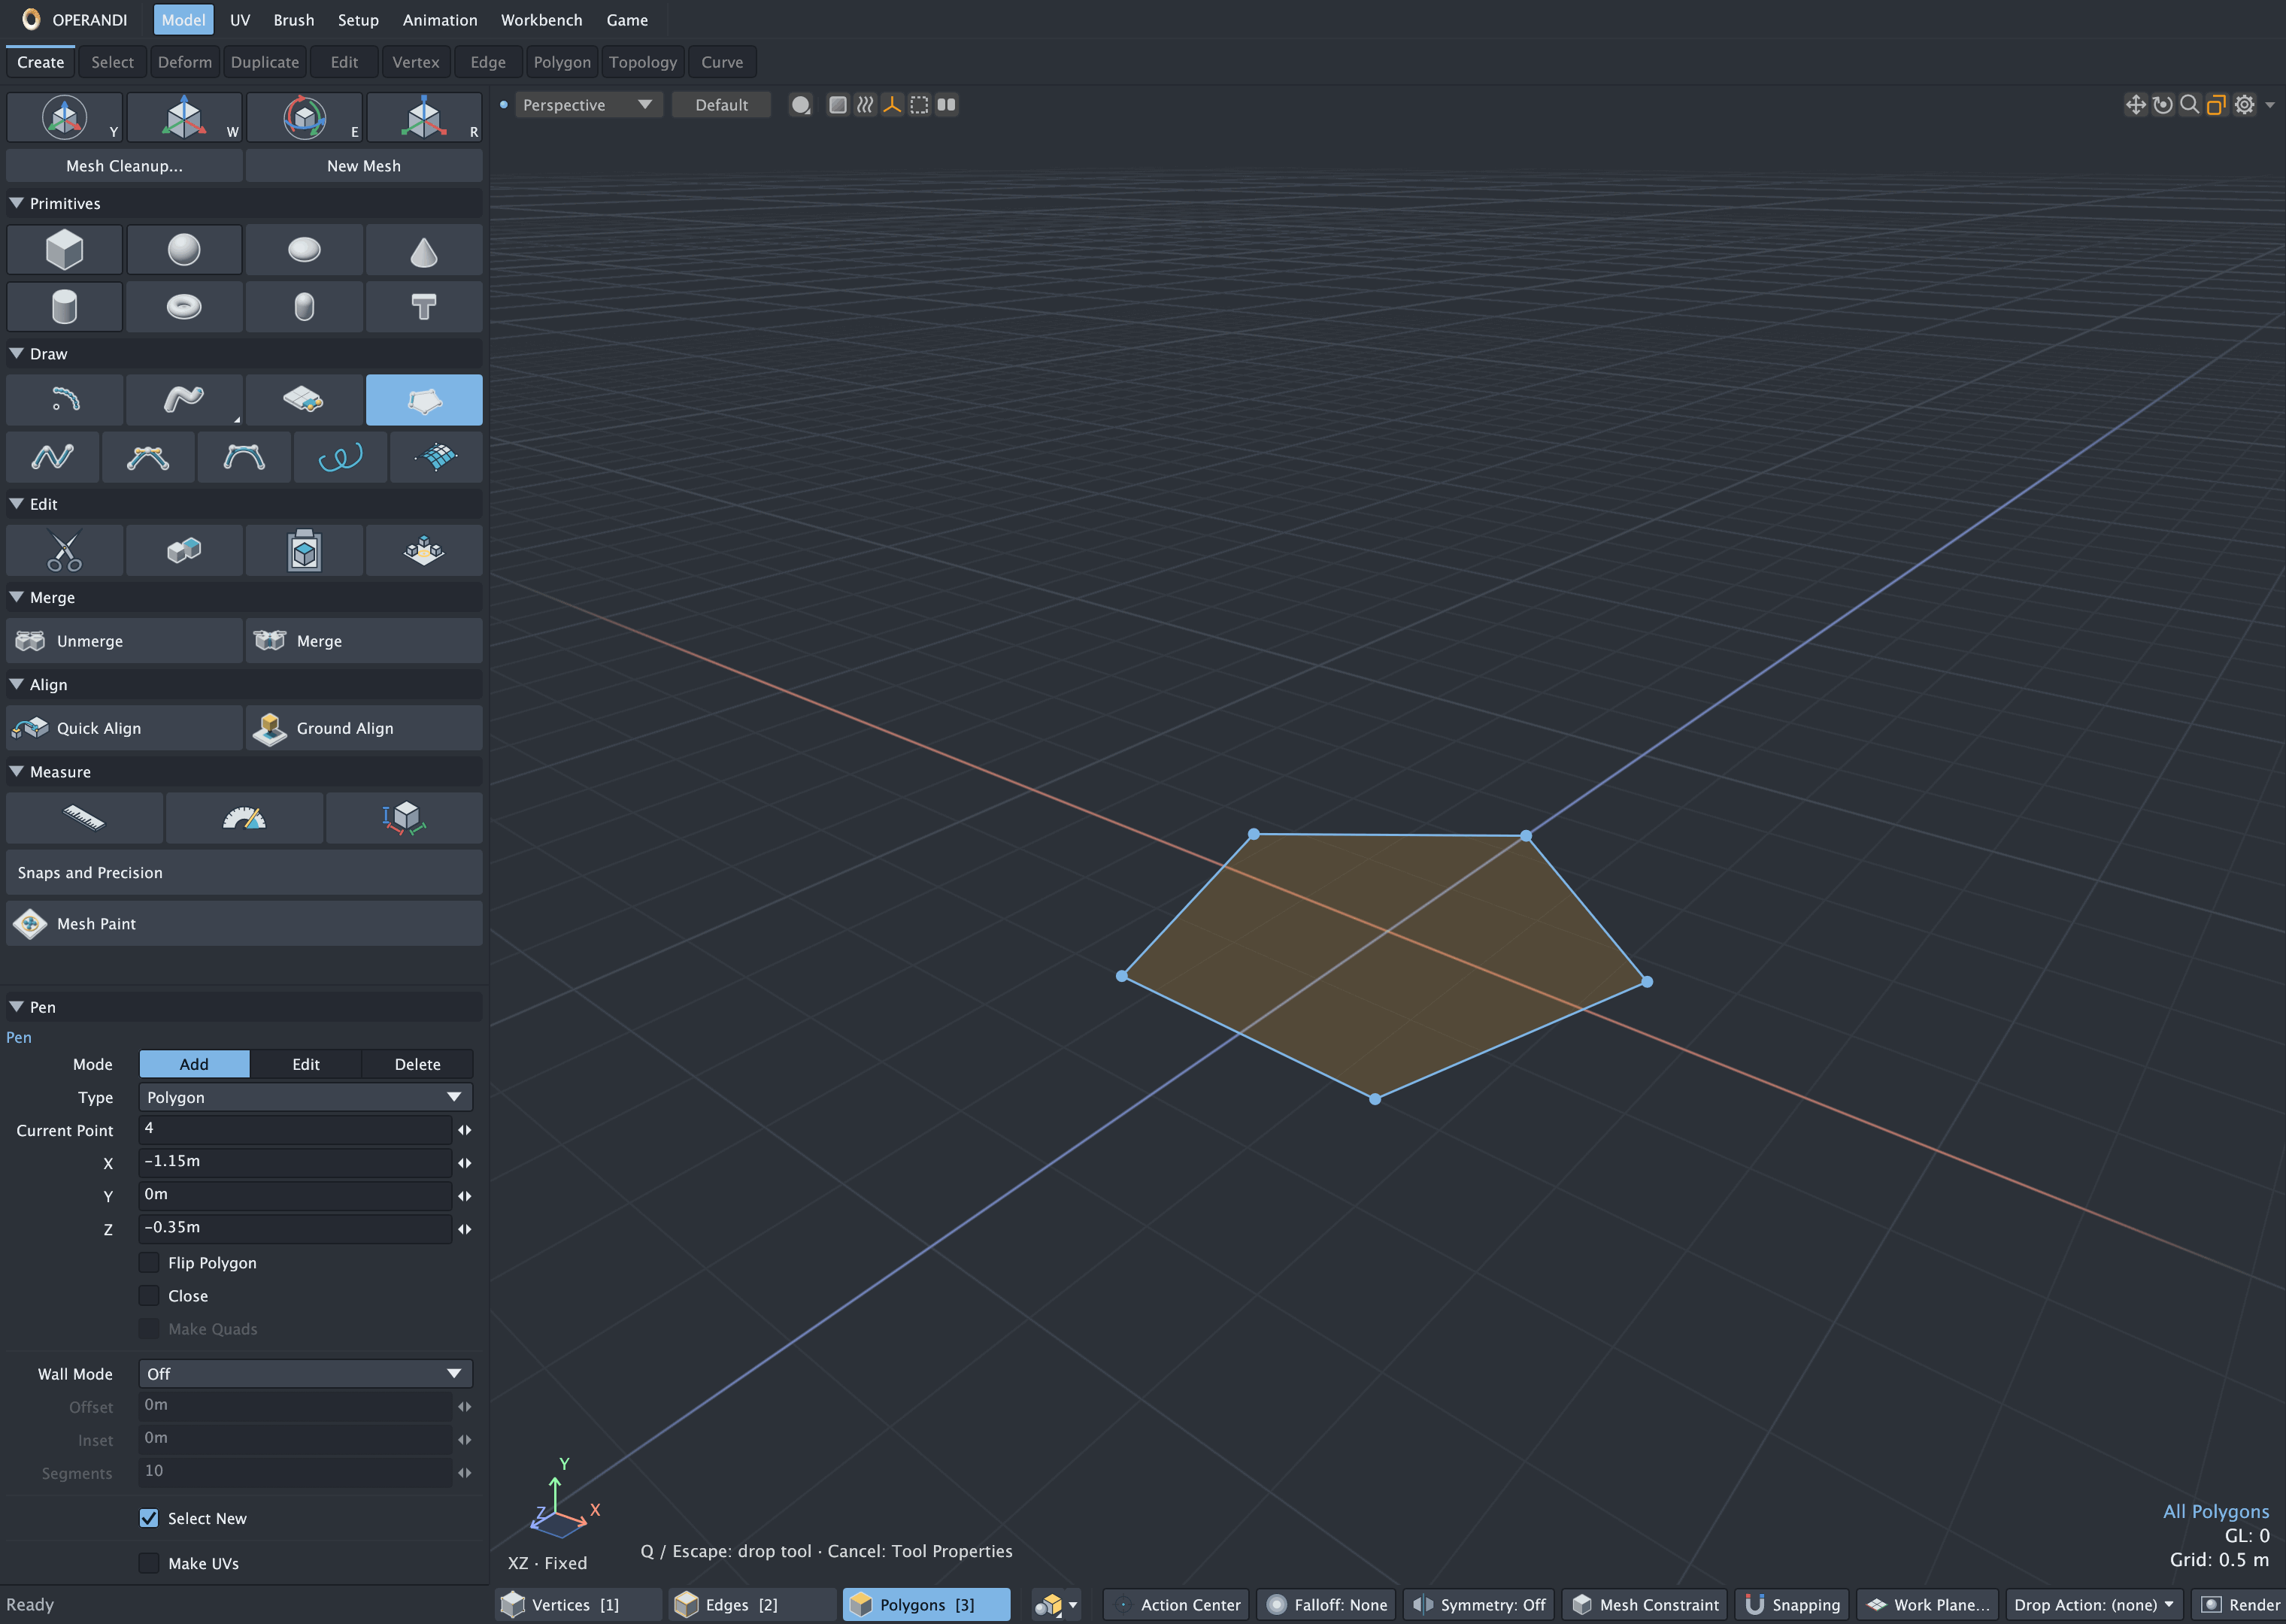 OPERANDI Model UV Brush Setup Animation Workbench Game
Create Select Deform Duplicate Edit Vertex Edge Polygon Topology Curve
Perspective Default
Y W E R
Mesh Cleanup... New Mesh
Primitives
Draw
Edit
Merge
Unmerge Merge
Align
Quick Align Ground Align
Measure
Snaps and Precision
Mesh Paint
Pen
Pen
Mode Add Edit Delete
Type Polygon
Current Point 4
X -1.15m
Y 0m
Z -0.35m
Flip Polygon
Close
Make Quads
Wall Mode Off
Offset 0m
Inset 0m
Segments 10
Select New
Make UVs
Y
Z X
XZ · Fixed
Q / Escape: drop tool · Cancel: Tool Properties
All Polygons
GL: 0
Grid: 0.5 m
Ready Vertices [1] Edges [2] Polygons [3] Action Center Falloff: None Symmetry: Off Mesh Constraint Snapping Work Plane... Drop Action: (none) Render